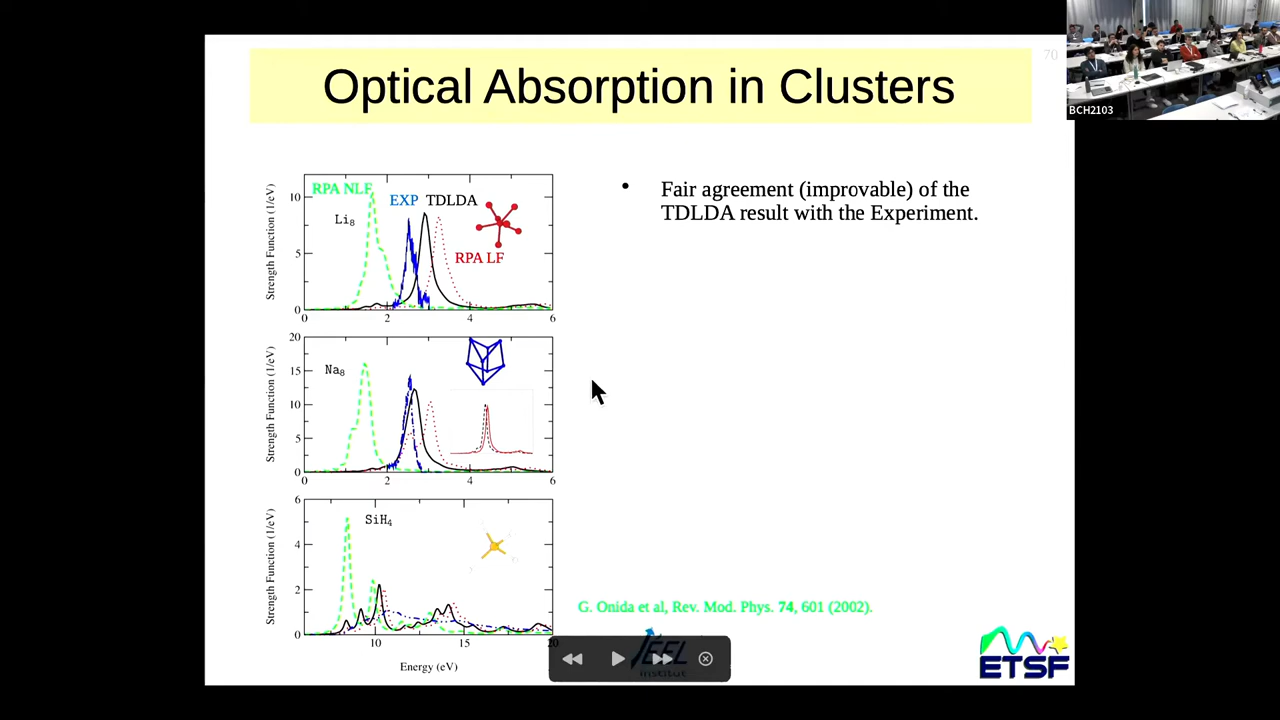 70
BCH2103
Optical Absorption in Clusters
RPA NLF
EXP TDLDA
Li8
RPA LF
Strength Function (1/eV)
10
5
0
0 2 4 6
• Fair agreement (improvable) of the
TDLDA result with the Experiment.
Na8
Strength Function (1/eV)
20
15
10
5
0
0 2 4 6
SiH4
Strength Function (1/eV)
6
4
2
0
10 15 20
Energy (eV)
G. Onida et al, Rev. Mod. Phys. 74, 601 (2002).
ETSF